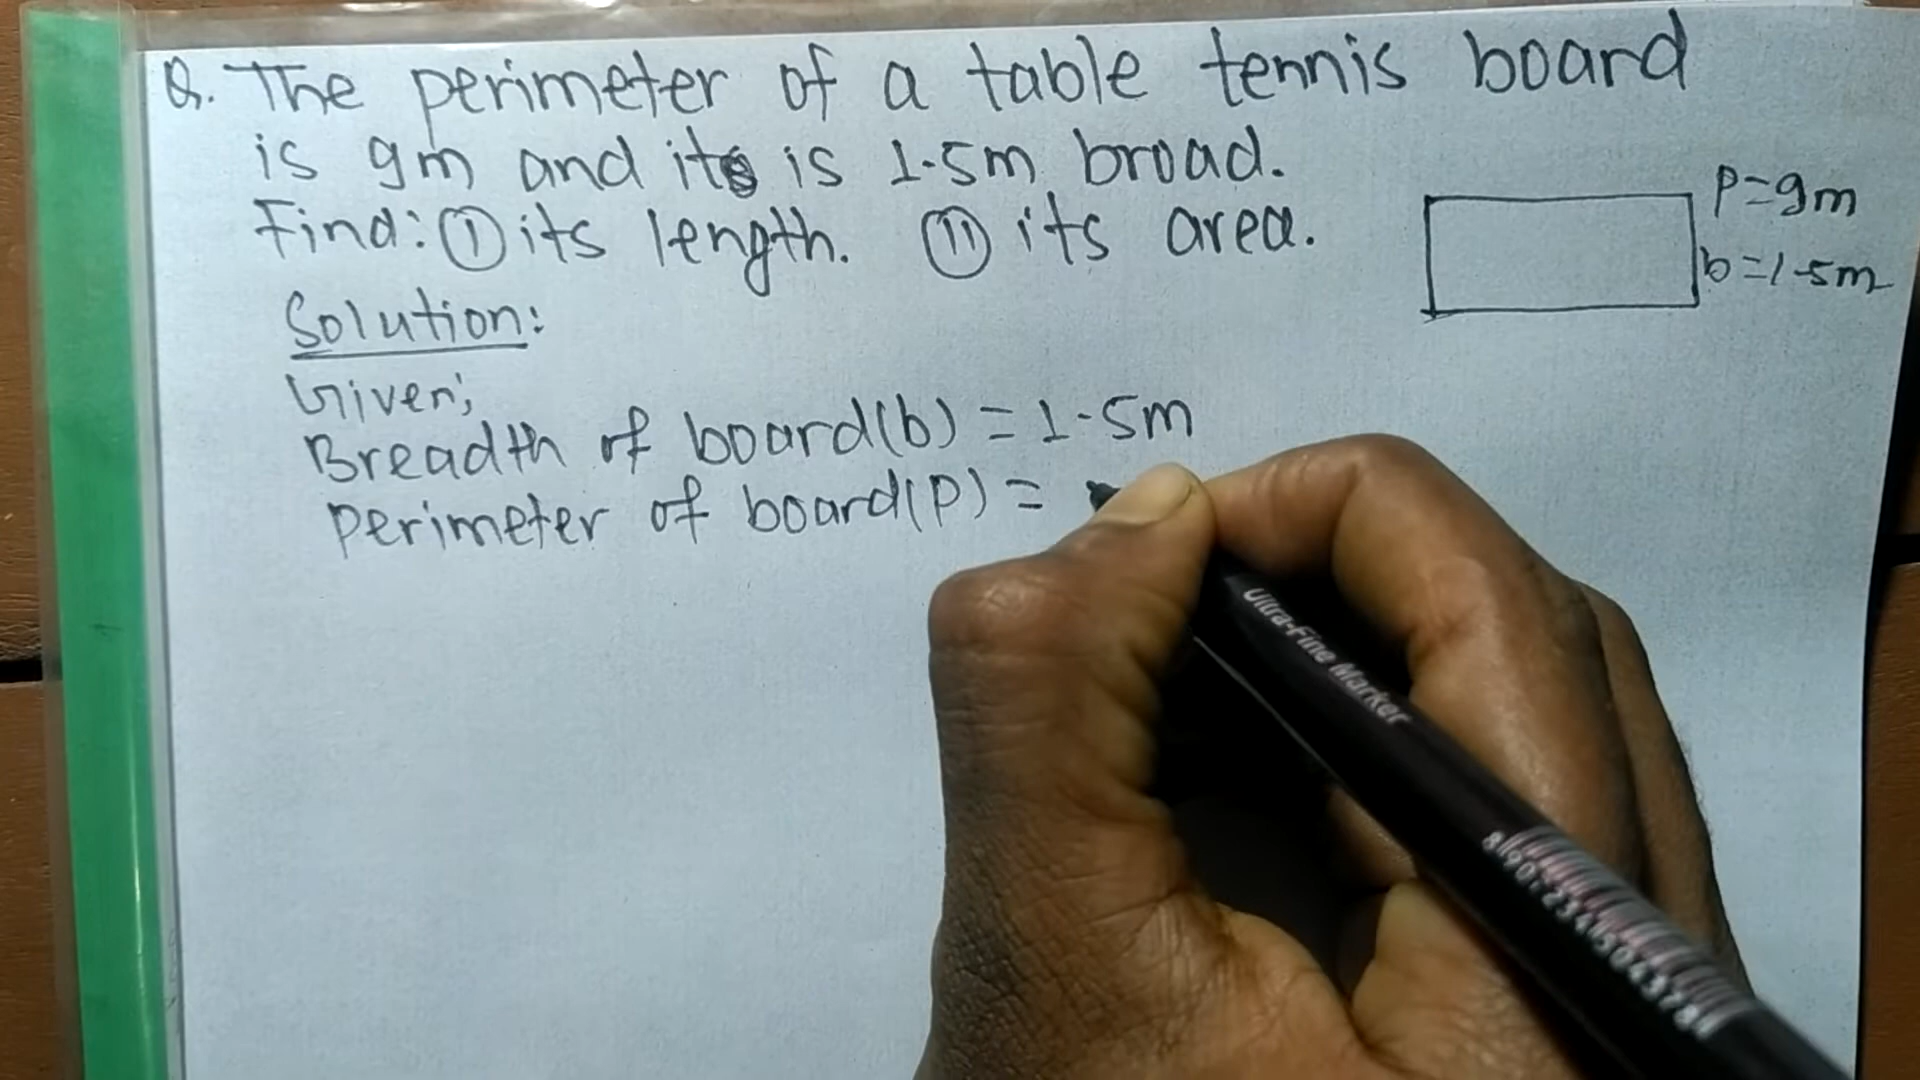 Q. The perimeter of a table tennis board
is 9m and its is 1.5m broad.
Find: (i) its length. (ii) its area.
P=9m
b=1.5m
Solution:
Given;
Breadth of board(b) = 1.5m
Perimeter of board(P) =
Ultra-Fine Marker